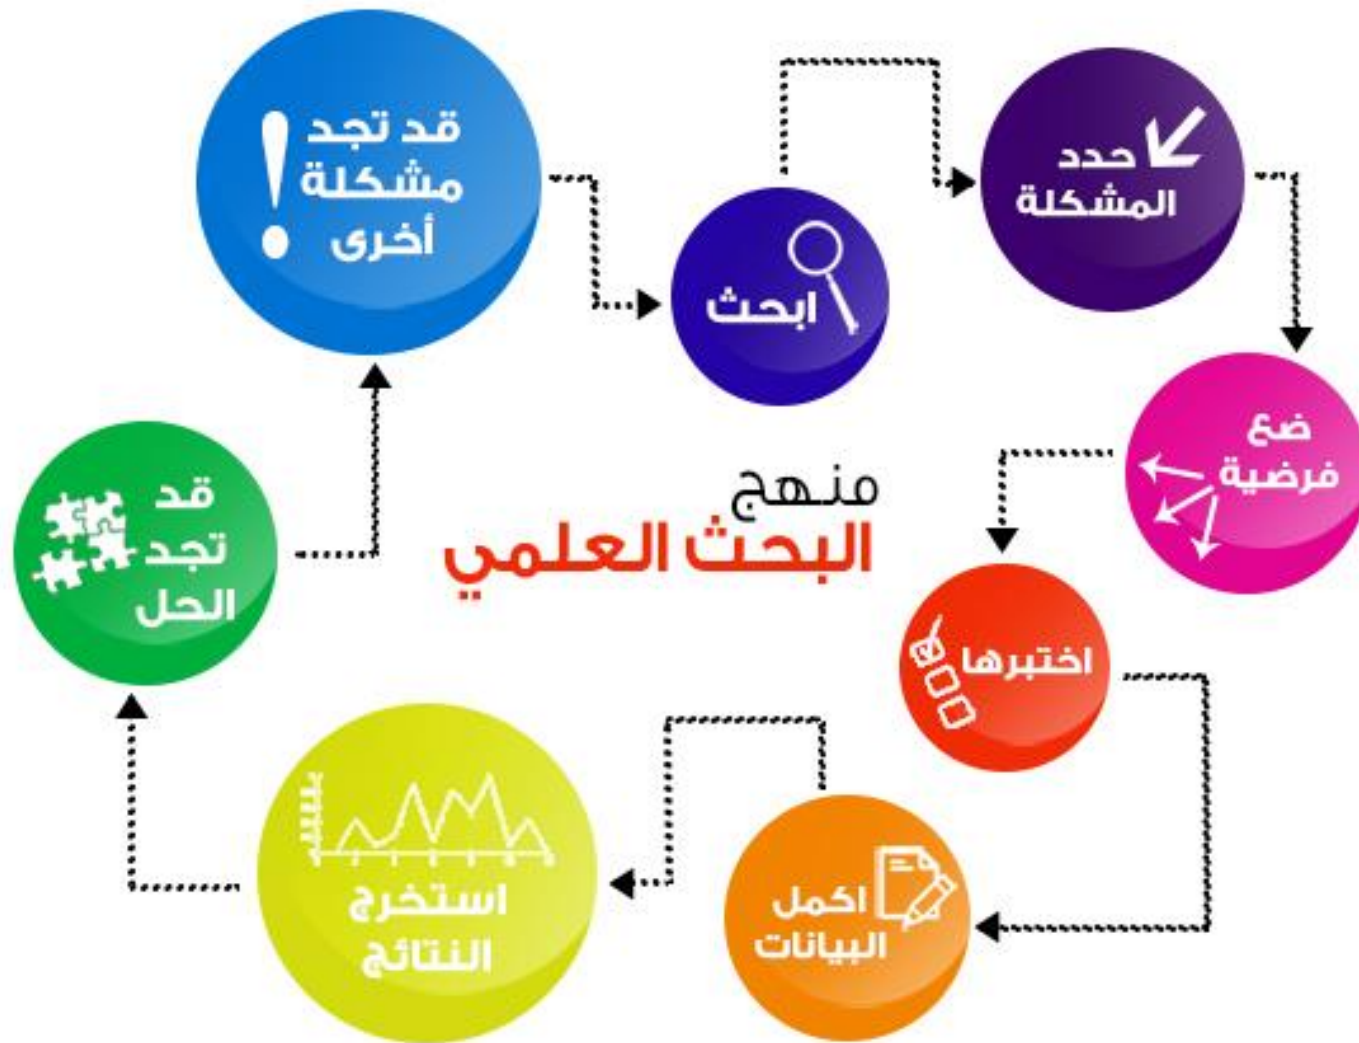 منهج
البحث العلمي
ابحث
حدد
المشكلة
ضع
فرضية
اختبرها
اكمل
البيانات
استخرج
النتائج
قد
تجد
الحل
قد تجد
مشكلة
أخرى